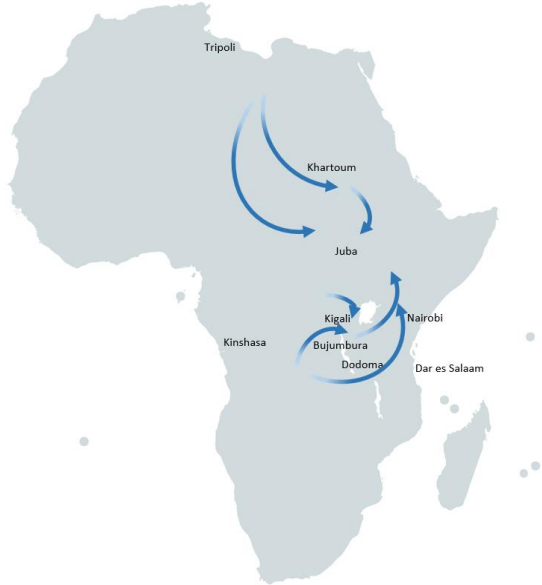 Tripoli
Khartoum
Juba
Kigali
Nairobi
Kinshasa
Bujumbura
Dodoma
Dar es Salaam